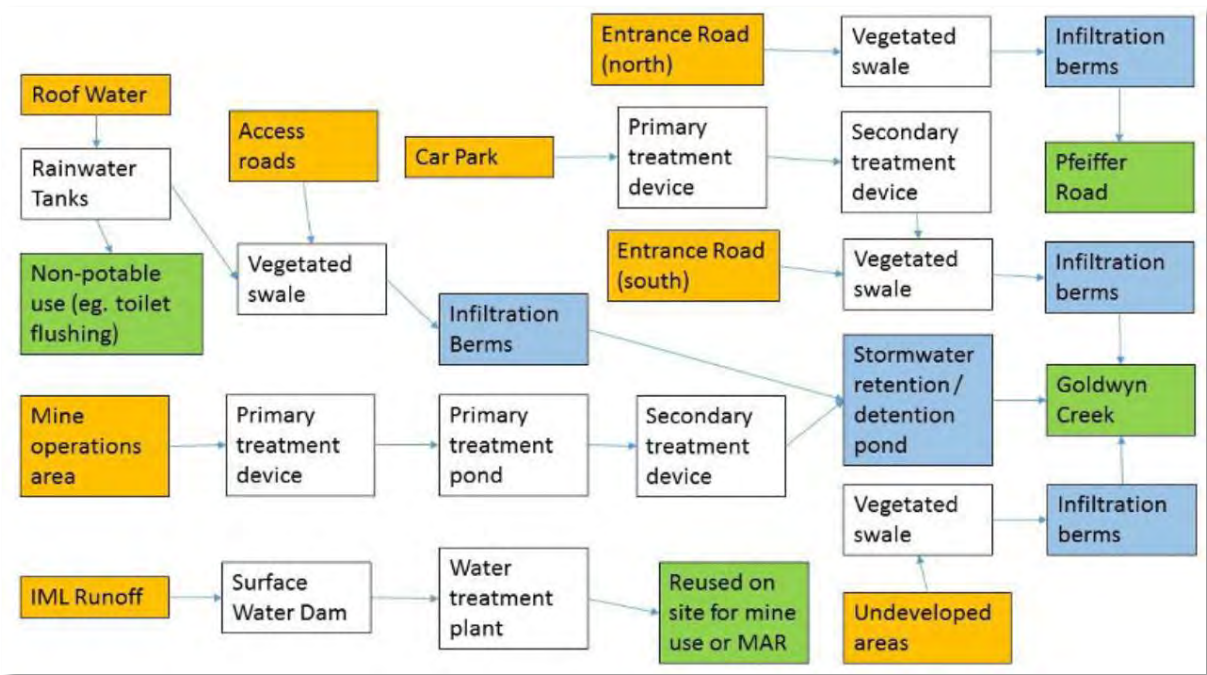 Entrance Road
(north)
Vegetated
swale
Infiltration
berms
Roof Water
Access
roads
Car Park
Primary
treatment
device
Secondary
treatment
device
Pfeiffer
Road
Rainwater
Tanks
Non-potable
use (eg. toilet
flushing)
Vegetated
swale
Entrance Road
(south)
Vegetated
swale
Infiltration
berms
Infiltration
Berms
Stormwater
retention /
detention
pond
Goldwyn
Creek
Mine
operations
area
Primary
treatment
device
Primary
treatment
pond
Secondary
treatment
device
Vegetated
swale
Infiltration
berms
IML Runoff
Surface
Water Dam
Water
treatment
plant
Reused on
site for mine
use or MAR
Undeveloped
areas